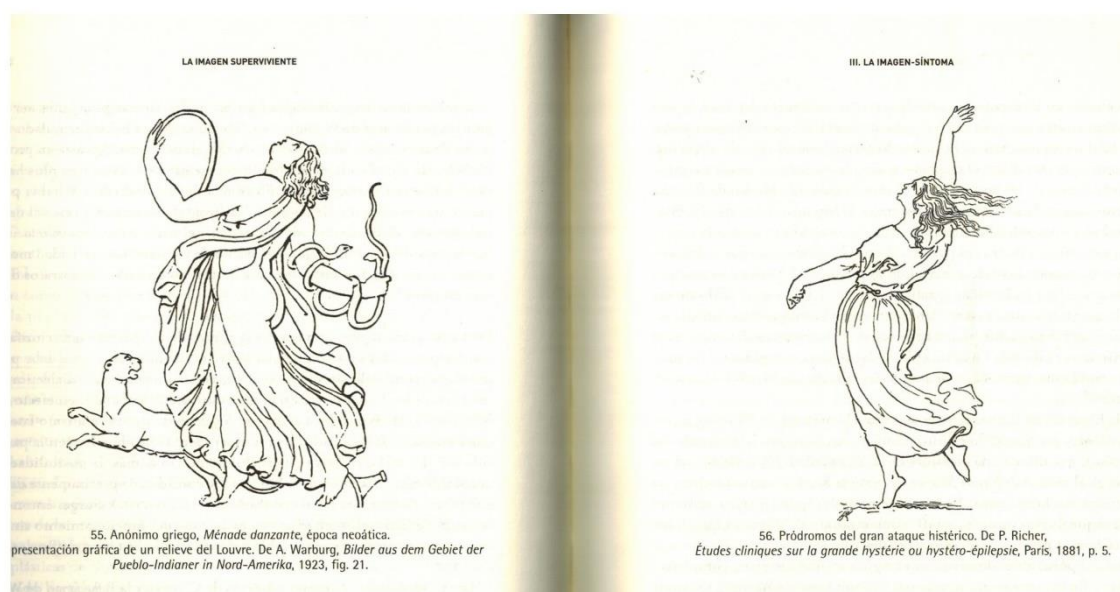 LA IMAGEN SUPERVIVIENTE
55. Anónimo griego, Ménade danzante, época neoática.
presentación gráfica de un relieve del Louvre. De A. Warburg, Bilder aus dem Gebiet der
Pueblo-Indianer in Nord-Amerika, 1923, fig. 21.
III. LA IMAGEN-SÍNTOMA
56. Pródromos del gran ataque histérico. De P. Richer,
Études cliniques sur la grande hystérie ou hystéro-épilepsie, París, 1881, p. 5.